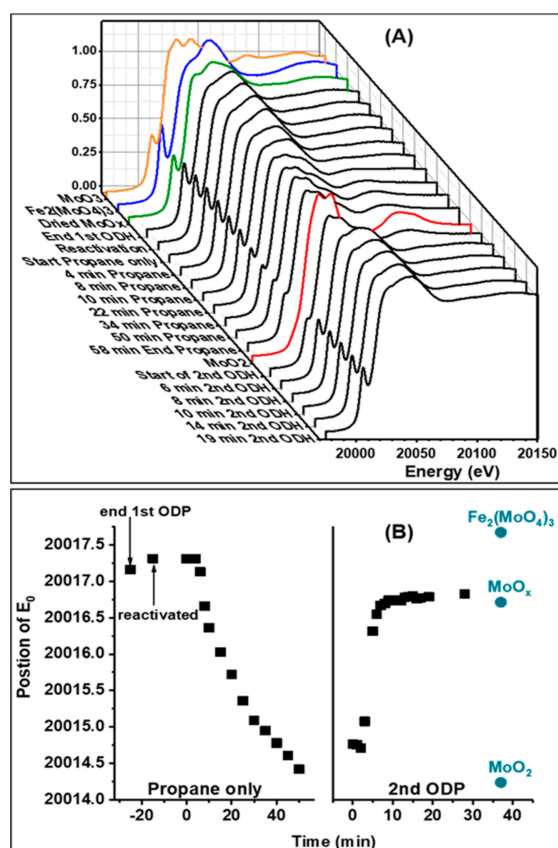 (A)
1.00
0.75
0.50
0.25
0.00
MoO3
Fe2(MoO4)3
Dried MoOx
End 1st ODH
Reactivation
Start Propane only
4 min Propane
8 min Propane
10 min Propane
22 min Propane
34 min Propane
50 min Propane
58 min End Propane
MoO2
Start of 2nd ODH
6 min 2nd ODH
8 min 2nd ODH
10 min 2nd ODH
14 min 2nd ODH
19 min 2nd ODH
20000 20050 20100 20150
Energy (eV)
(B)
Postion of E₀
20017.5
20017.0
20016.5
20016.0
20015.5
20015.0
20014.5
20014.0
end 1st ODP
reactivated
Fe₂(MoO₄)₃
MoOₓ
MoO₂
Propane only
2nd ODP
-20 0 20 40 0 10 20 30 40
Time (min)